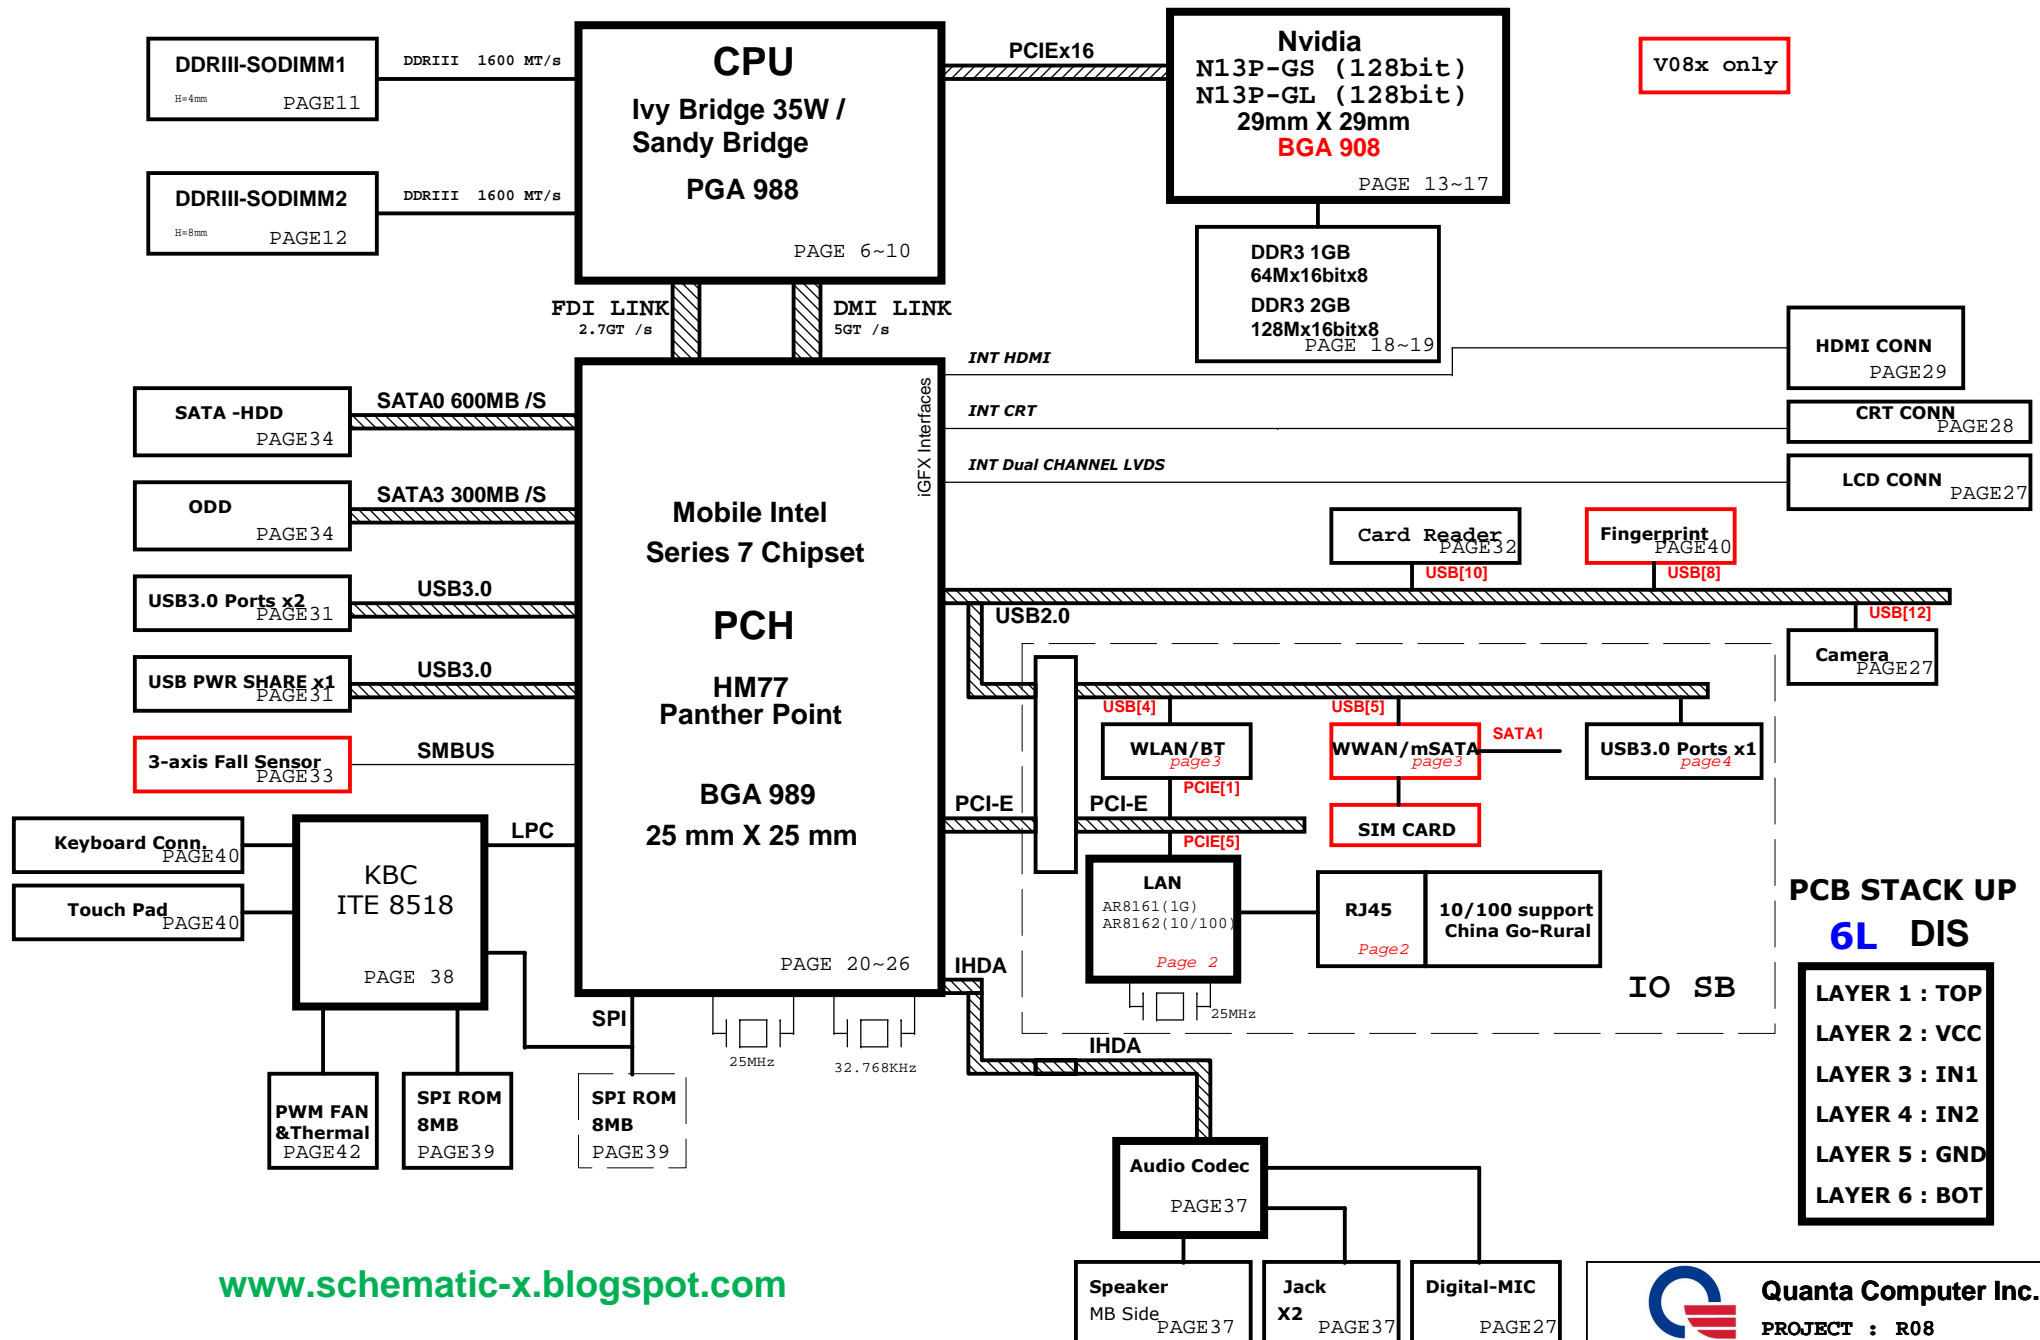 DDRIII-SODIMM1
H=4mm
PAGE11
DDRIII 1600 MT/s
DDRIII-SODIMM2
H=8mm
PAGE12
DDRIII 1600 MT/s
CPU
Ivy Bridge 35W /
Sandy Bridge
PGA 988
PAGE 6~10
PCIEx16
Nvidia
N13P-GS (128bit)
N13P-GL (128bit)
29mm X 29mm
BGA 908
PAGE 13~17
V08x only
DDR3 1GB
64Mx16bitx8
DDR3 2GB
128Mx16bitx8
PAGE 18~19
FDI LINK
2.7GT /s
DMI LINK
5GT /s
INT HDMI
HDMI CONN
PAGE29
INT CRT
CRT CONN
PAGE28
INT Dual CHANNEL LVDS
LCD CONN
PAGE27
iGFX Interfaces
SATA -HDD
PAGE34
SATA0 600MB /S
ODD
PAGE34
SATA3 300MB /S
USB3.0 Ports x2
PAGE31
USB3.0
USB PWR SHARE x1
PAGE31
USB3.0
3-axis Fall Sensor
PAGE33
SMBUS
Mobile Intel
Series 7 Chipset
PCH
HM77
Panther Point
BGA 989
25 mm X 25 mm
PAGE 20~26
Card Reader
PAGE32
USB[10]
Fingerprint
PAGE40
USB[8]
USB2.0
USB[12]
Camera
PAGE27
USB[4]
WLAN/BT
page3
PCIE[1]
USB[5]
WWAN/mSATA
page3
SATA1
USB3.0 Ports x1
page4
SIM CARD
PCI-E
PCI-E
PCIE[5]
LAN
AR8161(1G)
AR8162(10/100)
Page 2
25MHz
RJ45
Page2
10/100 support
China Go-Rural
IO SB
Keyboard Conn.
PAGE40
Touch Pad
PAGE40
KBC
ITE 8518
PAGE 38
LPC
SPI
PWM FAN
&Thermal
PAGE42
SPI ROM
8MB
PAGE39
SPI ROM
8MB
PAGE39
25MHz
32.768KHz
IHDA
IHDA
Audio Codec
PAGE37
Speaker
MB Side
PAGE37
Jack
X2
PAGE37
Digital-MIC
PAGE27
PCB STACK UP
6L DIS
LAYER 1 : TOP
LAYER 2 : VCC
LAYER 3 : IN1
LAYER 4 : IN2
LAYER 5 : GND
LAYER 6 : BOT
www.schematic-x.blogspot.com
Quanta Computer Inc.
PROJECT : R08